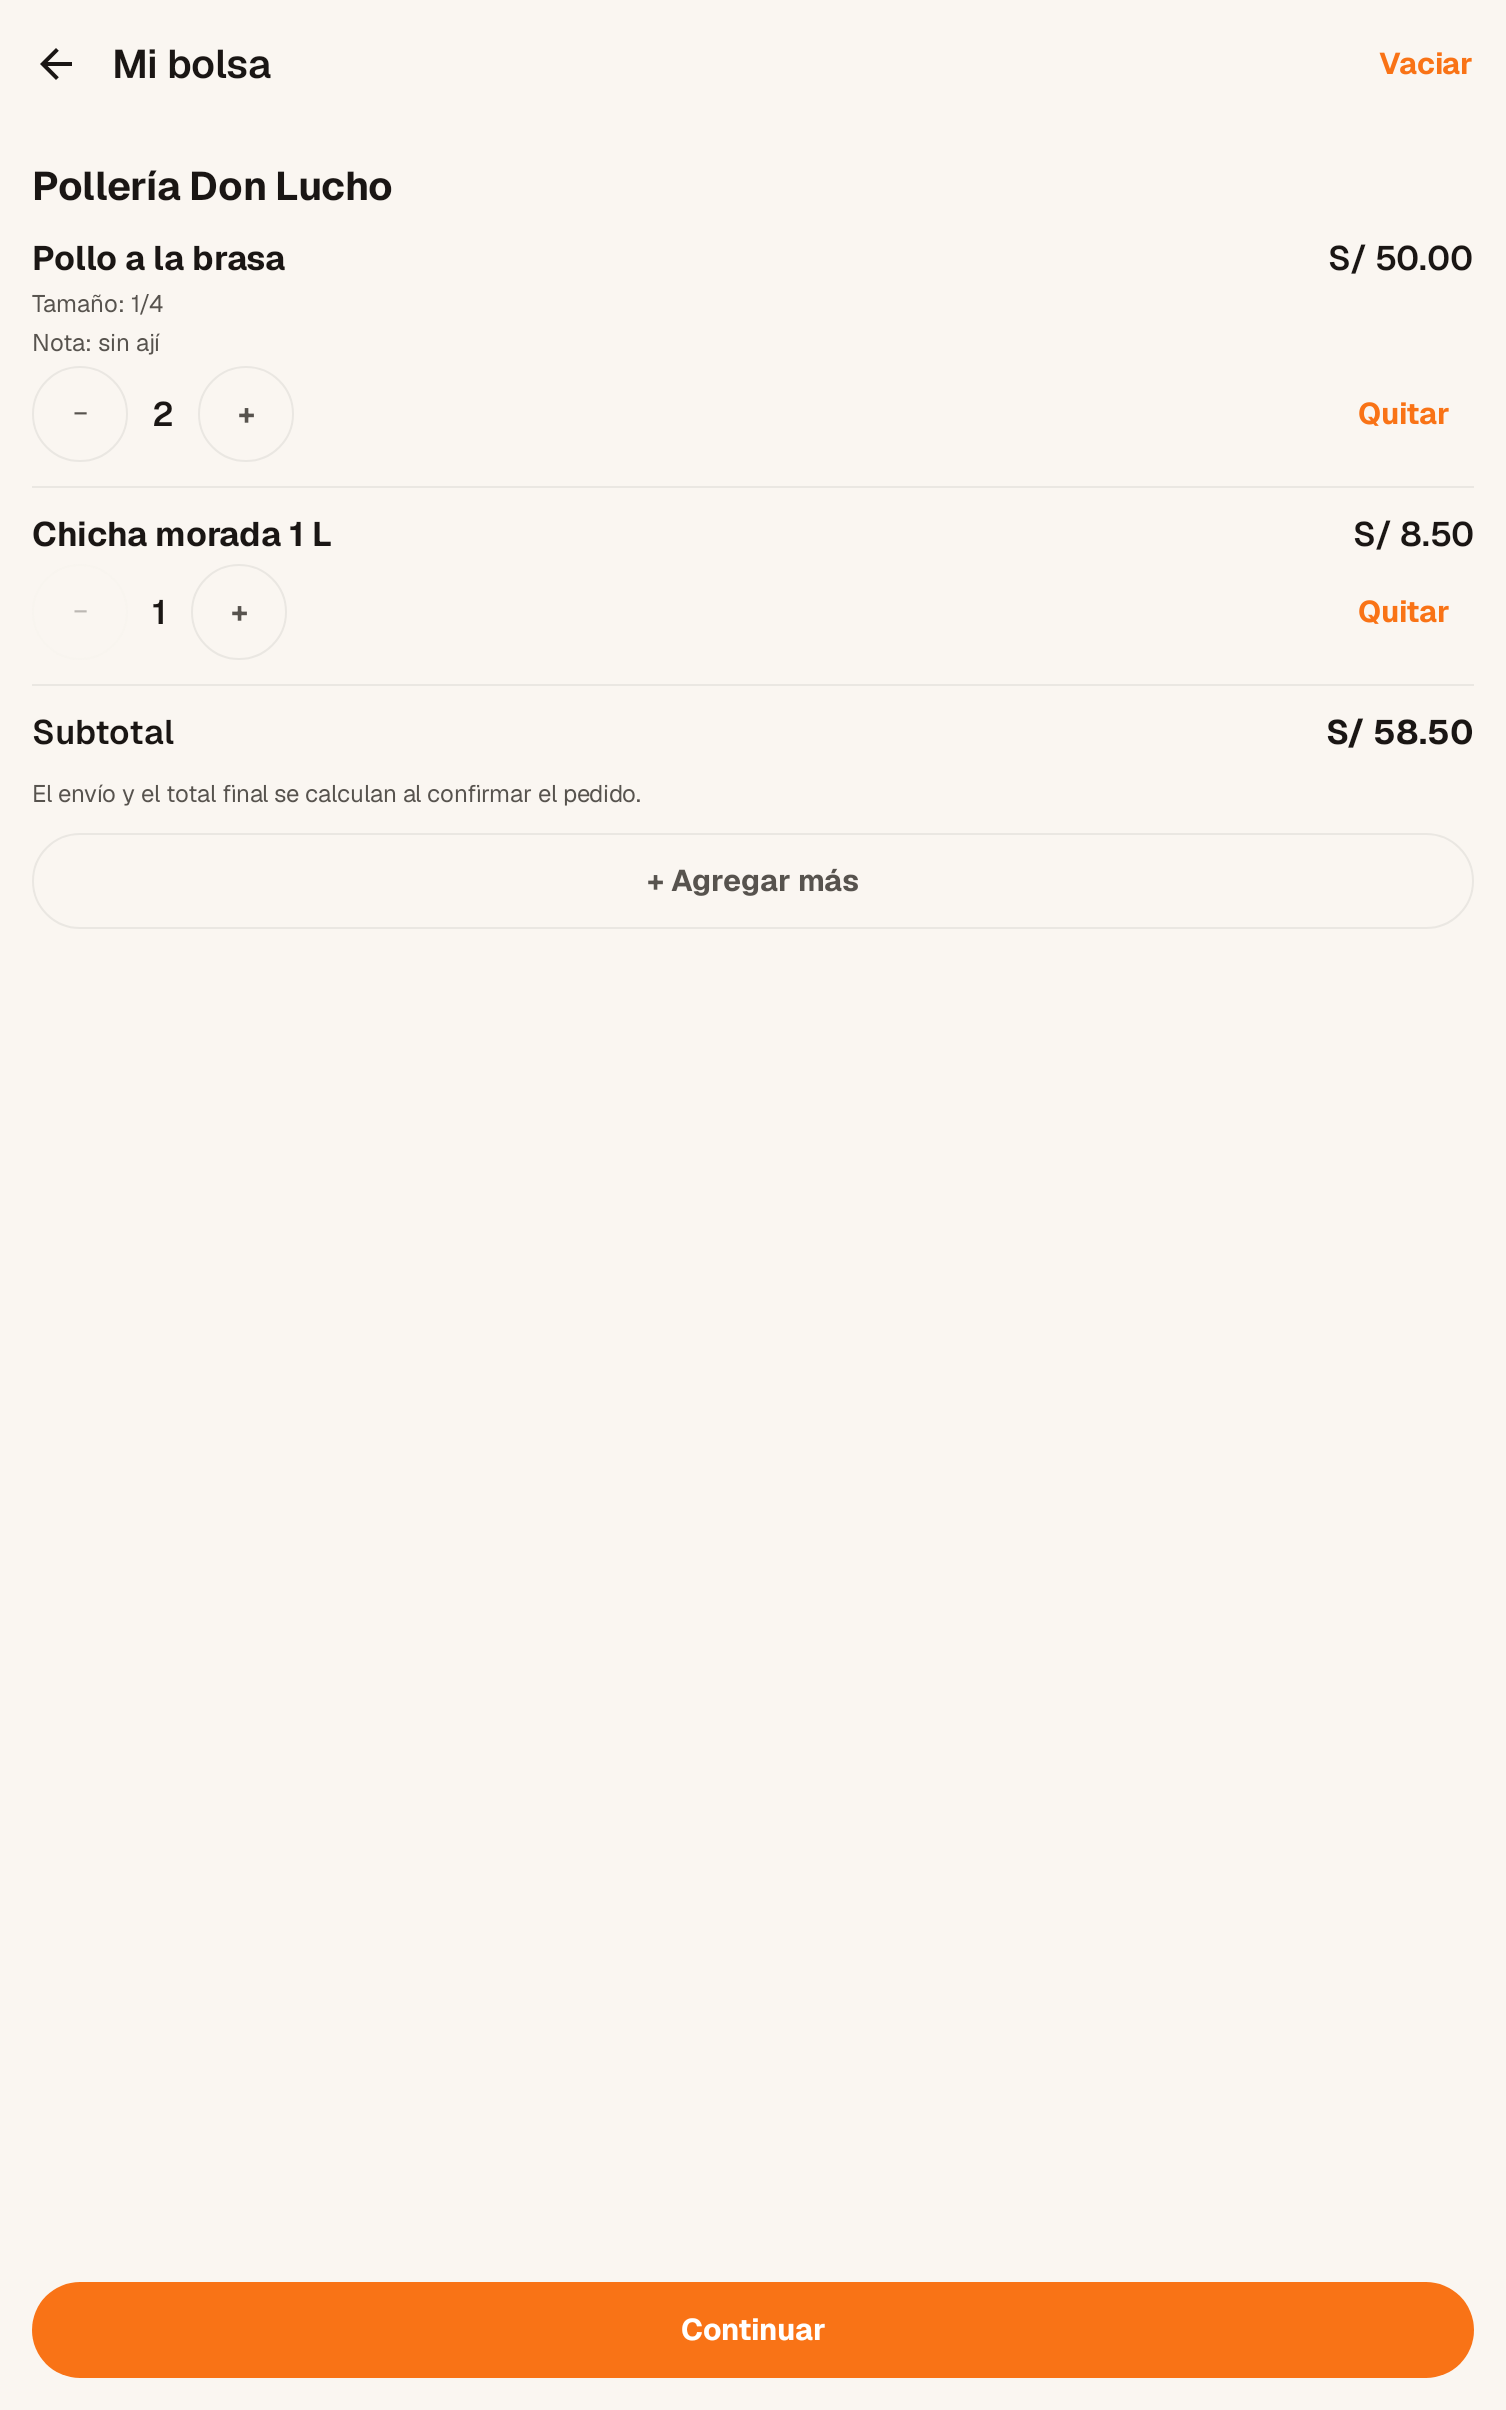 Mi bolsa
Vaciar
Pollería Don Lucho
Pollo a la brasa
S/ 50.00
Tamaño: 1/4
Nota: sin ají
− 2 +
Quitar
Chicha morada 1 L
S/ 8.50
− 1 +
Quitar
Subtotal
S/ 58.50
El envío y el total final se calculan al confirmar el pedido.
+ Agregar más
Continuar